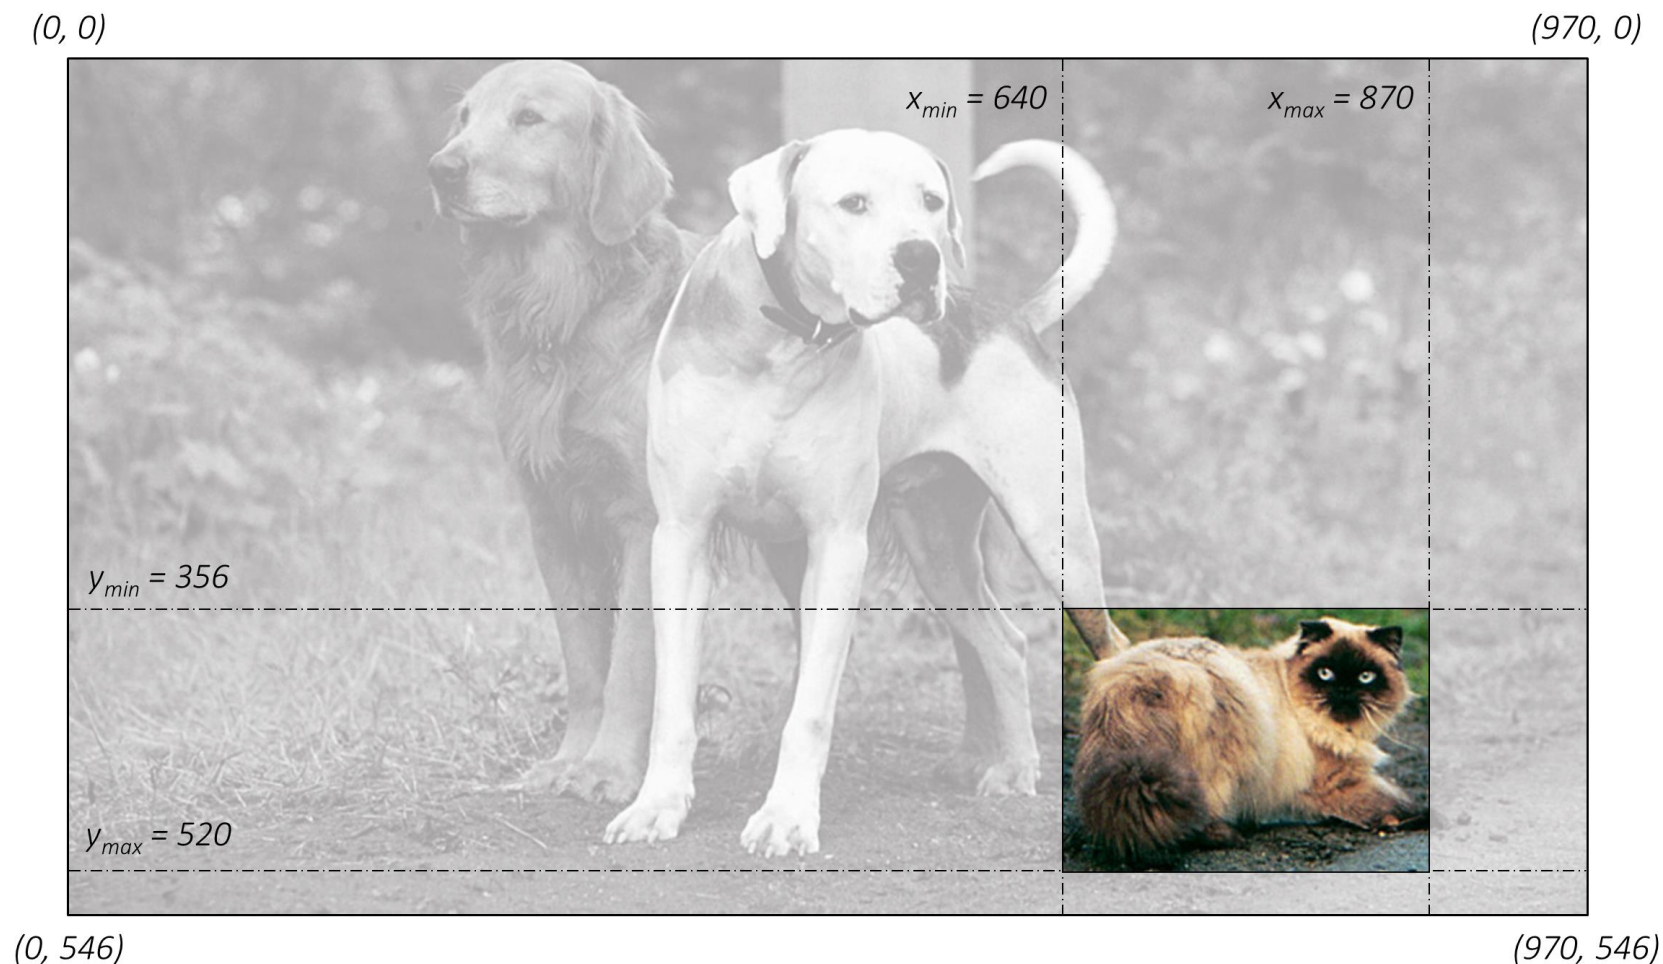 (0, 0)
(970, 0)
x_min = 640
x_max = 870
y_min = 356
y_max = 520
(0, 546)
(970, 546)